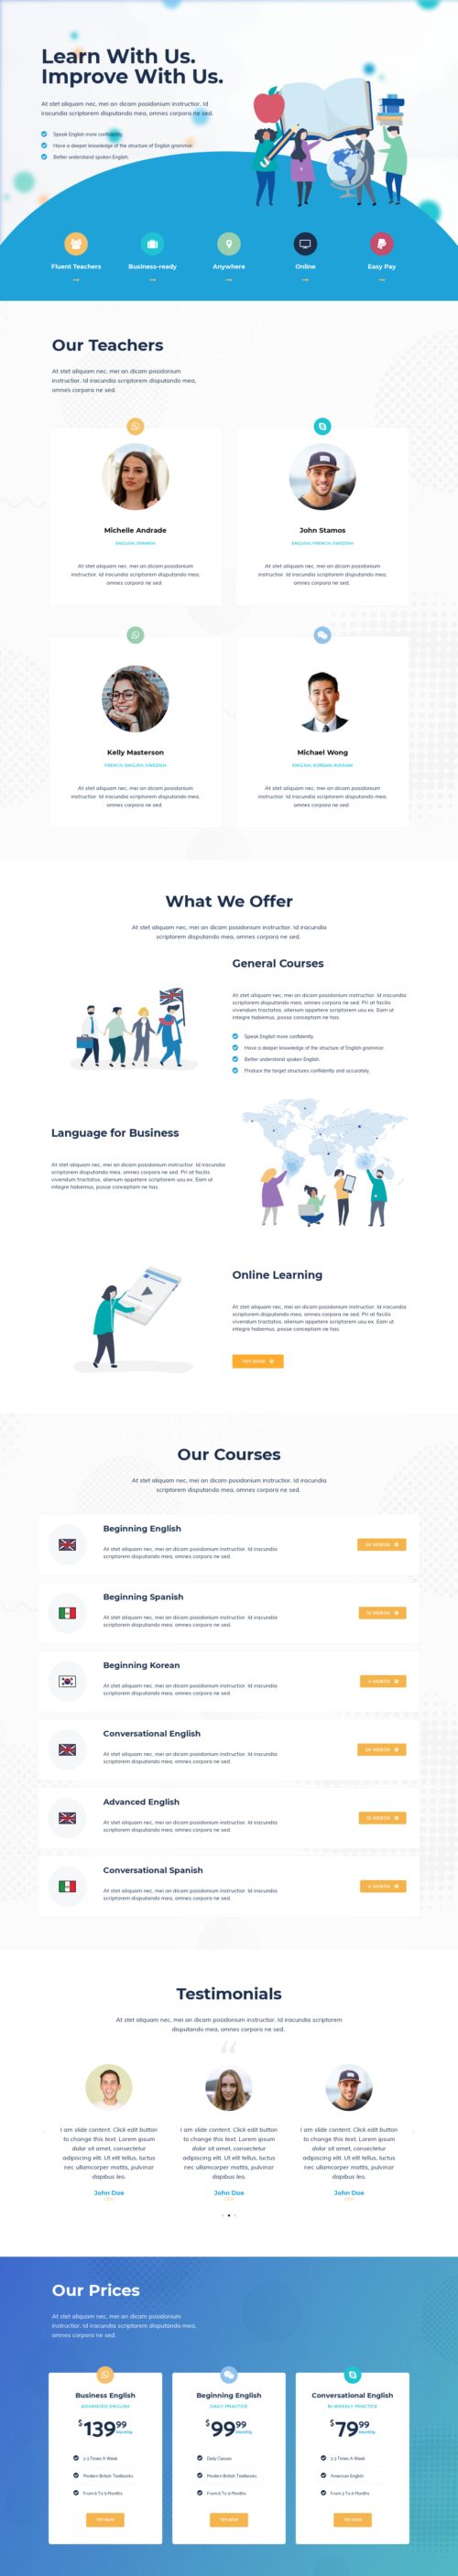 Learn With Us.
Improve With Us.
At stet aliquam nec, mei an dicam posidonium instructior. Id
iracundia scriptorem disputando mea, omnes corpora ne sed.
Speak English more confidently.
Have a deeper knowledge of the structure of English grammar.
Better understand spoken English.
Fluent Teachers
Business-ready
Anywhere
Online
Easy Pay
Our Teachers
At stet aliquam nec, mei an dicam posidonium
instructior. Id iracundia scriptorem disputando mea,
omnes corpora ne sed.
Michelle Andrade
ENGLISH, SPANISH
At stet aliquam nec, mei an dicam posidonium
instructior. Id iracundia scriptorem disputando mea,
omnes corpora ne sed.
John Stamos
ENGLISH, FRENCH, SWEDISH
At stet aliquam nec, mei an dicam posidonium
instructior. Id iracundia scriptorem disputando mea,
omnes corpora ne sed.
Kelly Masterson
FRENCH, ENGLISH, SWEDISH
At stet aliquam nec, mei an dicam posidonium
instructior. Id iracundia scriptorem disputando mea,
omnes corpora ne sed.
Michael Wong
ENGLISH, KOREAN, RUSSIAN
At stet aliquam nec, mei an dicam posidonium
instructior. Id iracundia scriptorem disputando mea,
omnes corpora ne sed.
What We Offer
At stet aliquam nec, mei an dicam posidonium instructior. Id iracundia
scriptorem disputando mea, omnes corpora ne sed.
General Courses
At stet aliquam nec, mei an dicam posidonium instructior. Id iracundia
scriptorem disputando mea, omnes corpora ne sed. Pri at facilis
vivendum tractatos, alienum appetere scriptorem usu ex. Eam ut
integre habemus, posse conceptam ne has.
Speak English more confidently.
Have a deeper knowledge of the structure of English grammar.
Better understand spoken English.
Produce the target structures confidently and accurately.
Language for Business
At stet aliquam nec, mei an dicam posidonium instructior. Id iracundia
scriptorem disputando mea, omnes corpora ne sed. Pri at facilis
vivendum tractatos, alienum appetere scriptorem usu ex. Eam ut
integre habemus, posse conceptam ne has.
Online Learning
At stet aliquam nec, mei an dicam posidonium instructior. Id iracundia
scriptorem disputando mea, omnes corpora ne sed. Pri at facilis
vivendum tractatos, alienum appetere scriptorem usu ex. Eam ut
integre habemus, posse conceptam ne has.
TRY NOW
Our Courses
At stet aliquam nec, mei an dicam posidonium instructior. Id iracundia
scriptorem disputando mea, omnes corpora ne sed.
Beginning English
At stet aliquam nec, mei an dicam posidonium instructior. Id iracundia
scriptorem disputando mea, omnes corpora ne sed.
Beginning Spanish
At stet aliquam nec, mei an dicam posidonium instructior. Id iracundia
scriptorem disputando mea, omnes corpora ne sed.
12 WEEKS
Beginning Korean
At stet aliquam nec, mei an dicam posidonium instructior. Id iracundia
scriptorem disputando mea, omnes corpora ne sed.
Conversational English
At stet aliquam nec, mei an dicam posidonium instructior. Id iracundia
scriptorem disputando mea, omnes corpora ne sed.
Advanced English
At stet aliquam nec, mei an dicam posidonium instructior. Id iracundia
scriptorem disputando mea, omnes corpora ne sed.
12 WEEKS
Conversational Spanish
At stet aliquam nec, mei an dicam posidonium instructior. Id iracundia
scriptorem disputando mea, omnes corpora ne sed.
Testimonials
At stet aliquam nec, mei an dicam posidonium instructior. Id iracundia scriptorem
disputando mea, omnes corpora ne sed.
I am slide content. Click edit button
to change this text. Lorem ipsum
dolor sit amet, consectetur
adipiscing elit. Ut elit tellus, luctus
nec ullamcorper mattis, pulvinar
dapibus leo.
John Doe
CEO
I am slide content. Click edit button
to change this text. Lorem ipsum
dolor sit amet, consectetur
adipiscing elit. Ut elit tellus, luctus
nec ullamcorper mattis, pulvinar
dapibus leo.
John Doe
CEO
I am slide content. Click edit button
to change this text. Lorem ipsum
dolor sit amet, consectetur
adipiscing elit. Ut elit tellus, luctus
nec ullamcorper mattis, pulvinar
dapibus leo.
John Doe
CEO
Our Prices
At stet aliquam nec, mei an dicam posidonium
instructior. Id iracundia scriptorem disputando mea,
omnes corpora ne sed.
Business English
ADVANCED ENGLISH
$139.99 Monthly
2-3 Times A Week
Modern British Textbooks
From 6 To 9 Months
TRY NOW
Beginning English
DAILY PRACTICE
$99.99 Monthly
Daily Classes
Modern British Textbooks
From 6 To 9 Months
TRY NOW
Conversational English
BI-WEEKLY PRACTICE
$79.99 Monthly
2-3 Times A Week
American English
From 3 To 6 Months
TRY NOW